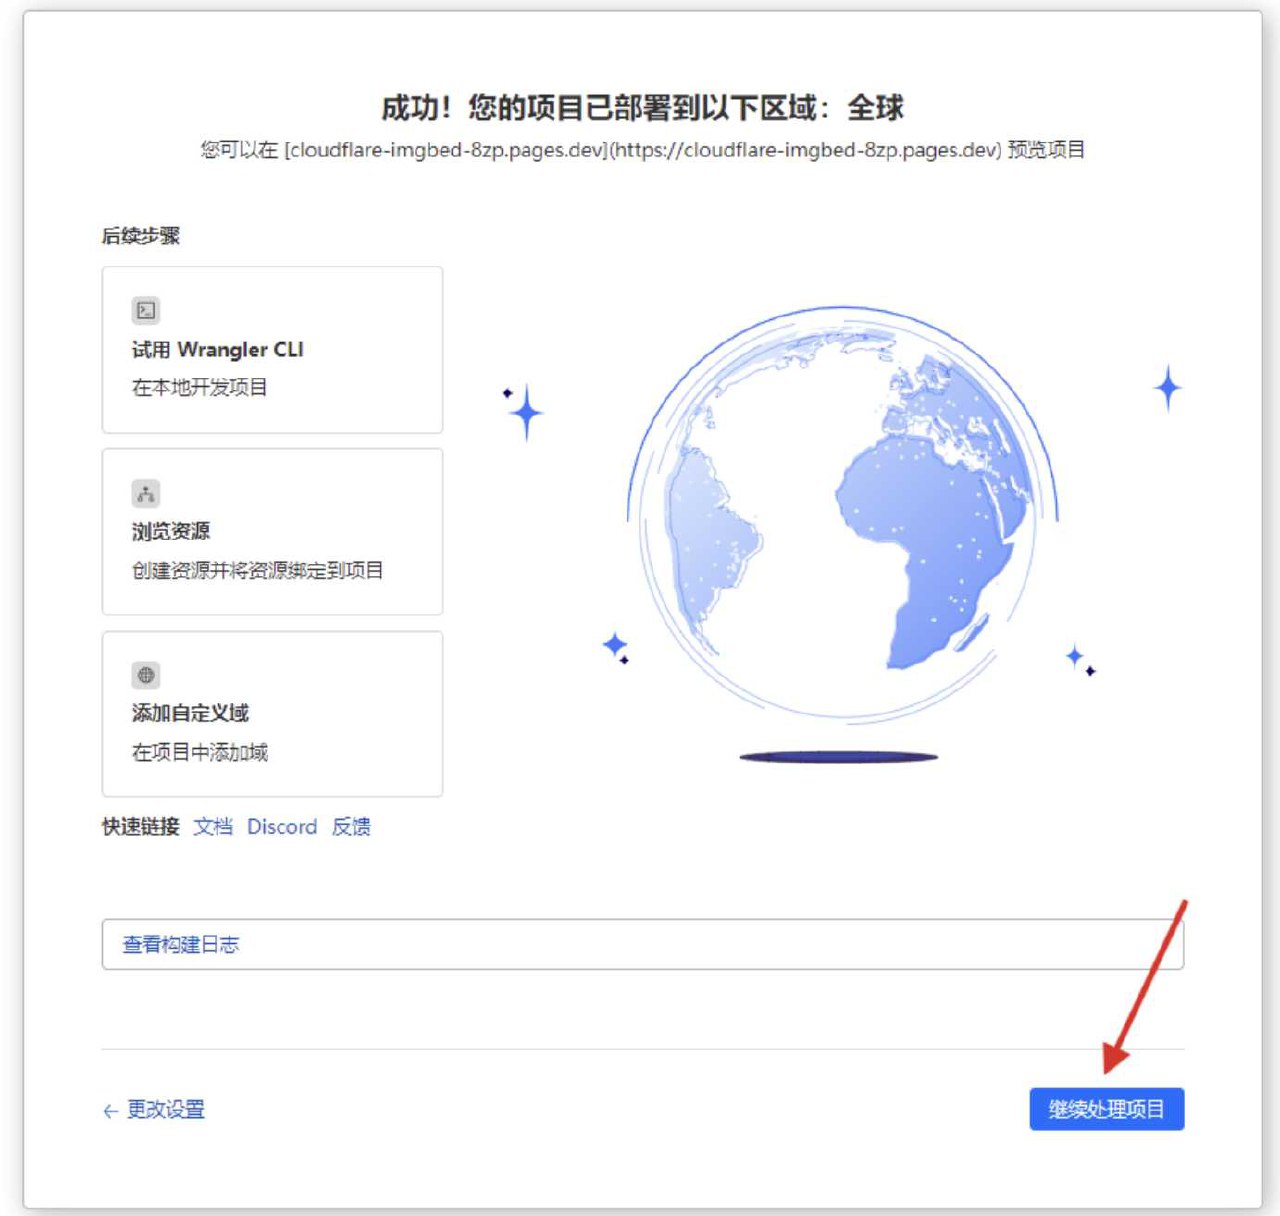 成功！您的项目已部署到以下区域：全球
您可以在 [cloudflare-imgbed-8zp.pages.dev](https://cloudflare-imgbed-8zp.pages.dev) 预览项目
后续步骤
试用 Wrangler CLI
在本地开发项目
浏览资源
创建资源并将资源绑定到项目
添加自定义域
在项目中添加域
快速链接 文档 Discord 反馈
查看构建日志
← 更改设置
继续处理项目